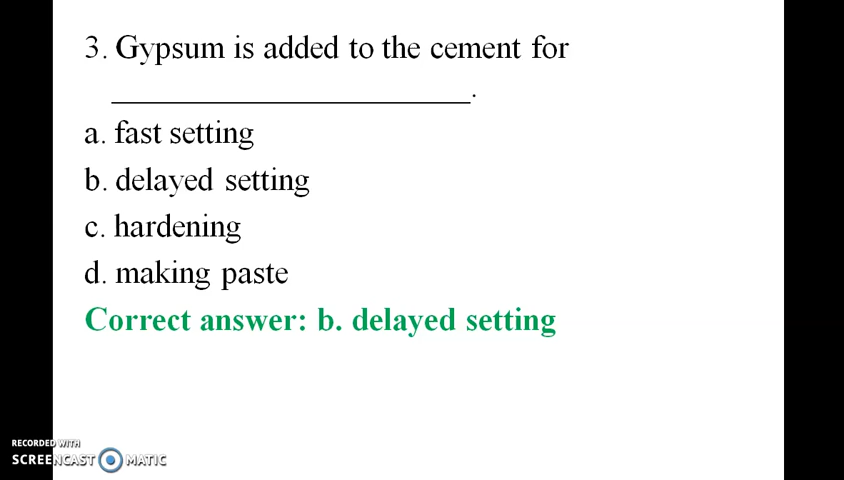 3. Gypsum is added to the cement for
______________________.
a. fast setting
b. delayed setting
c. hardening
d. making paste
Correct answer: b. delayed setting
RECORDED WITH
SCREENCAST MATIC